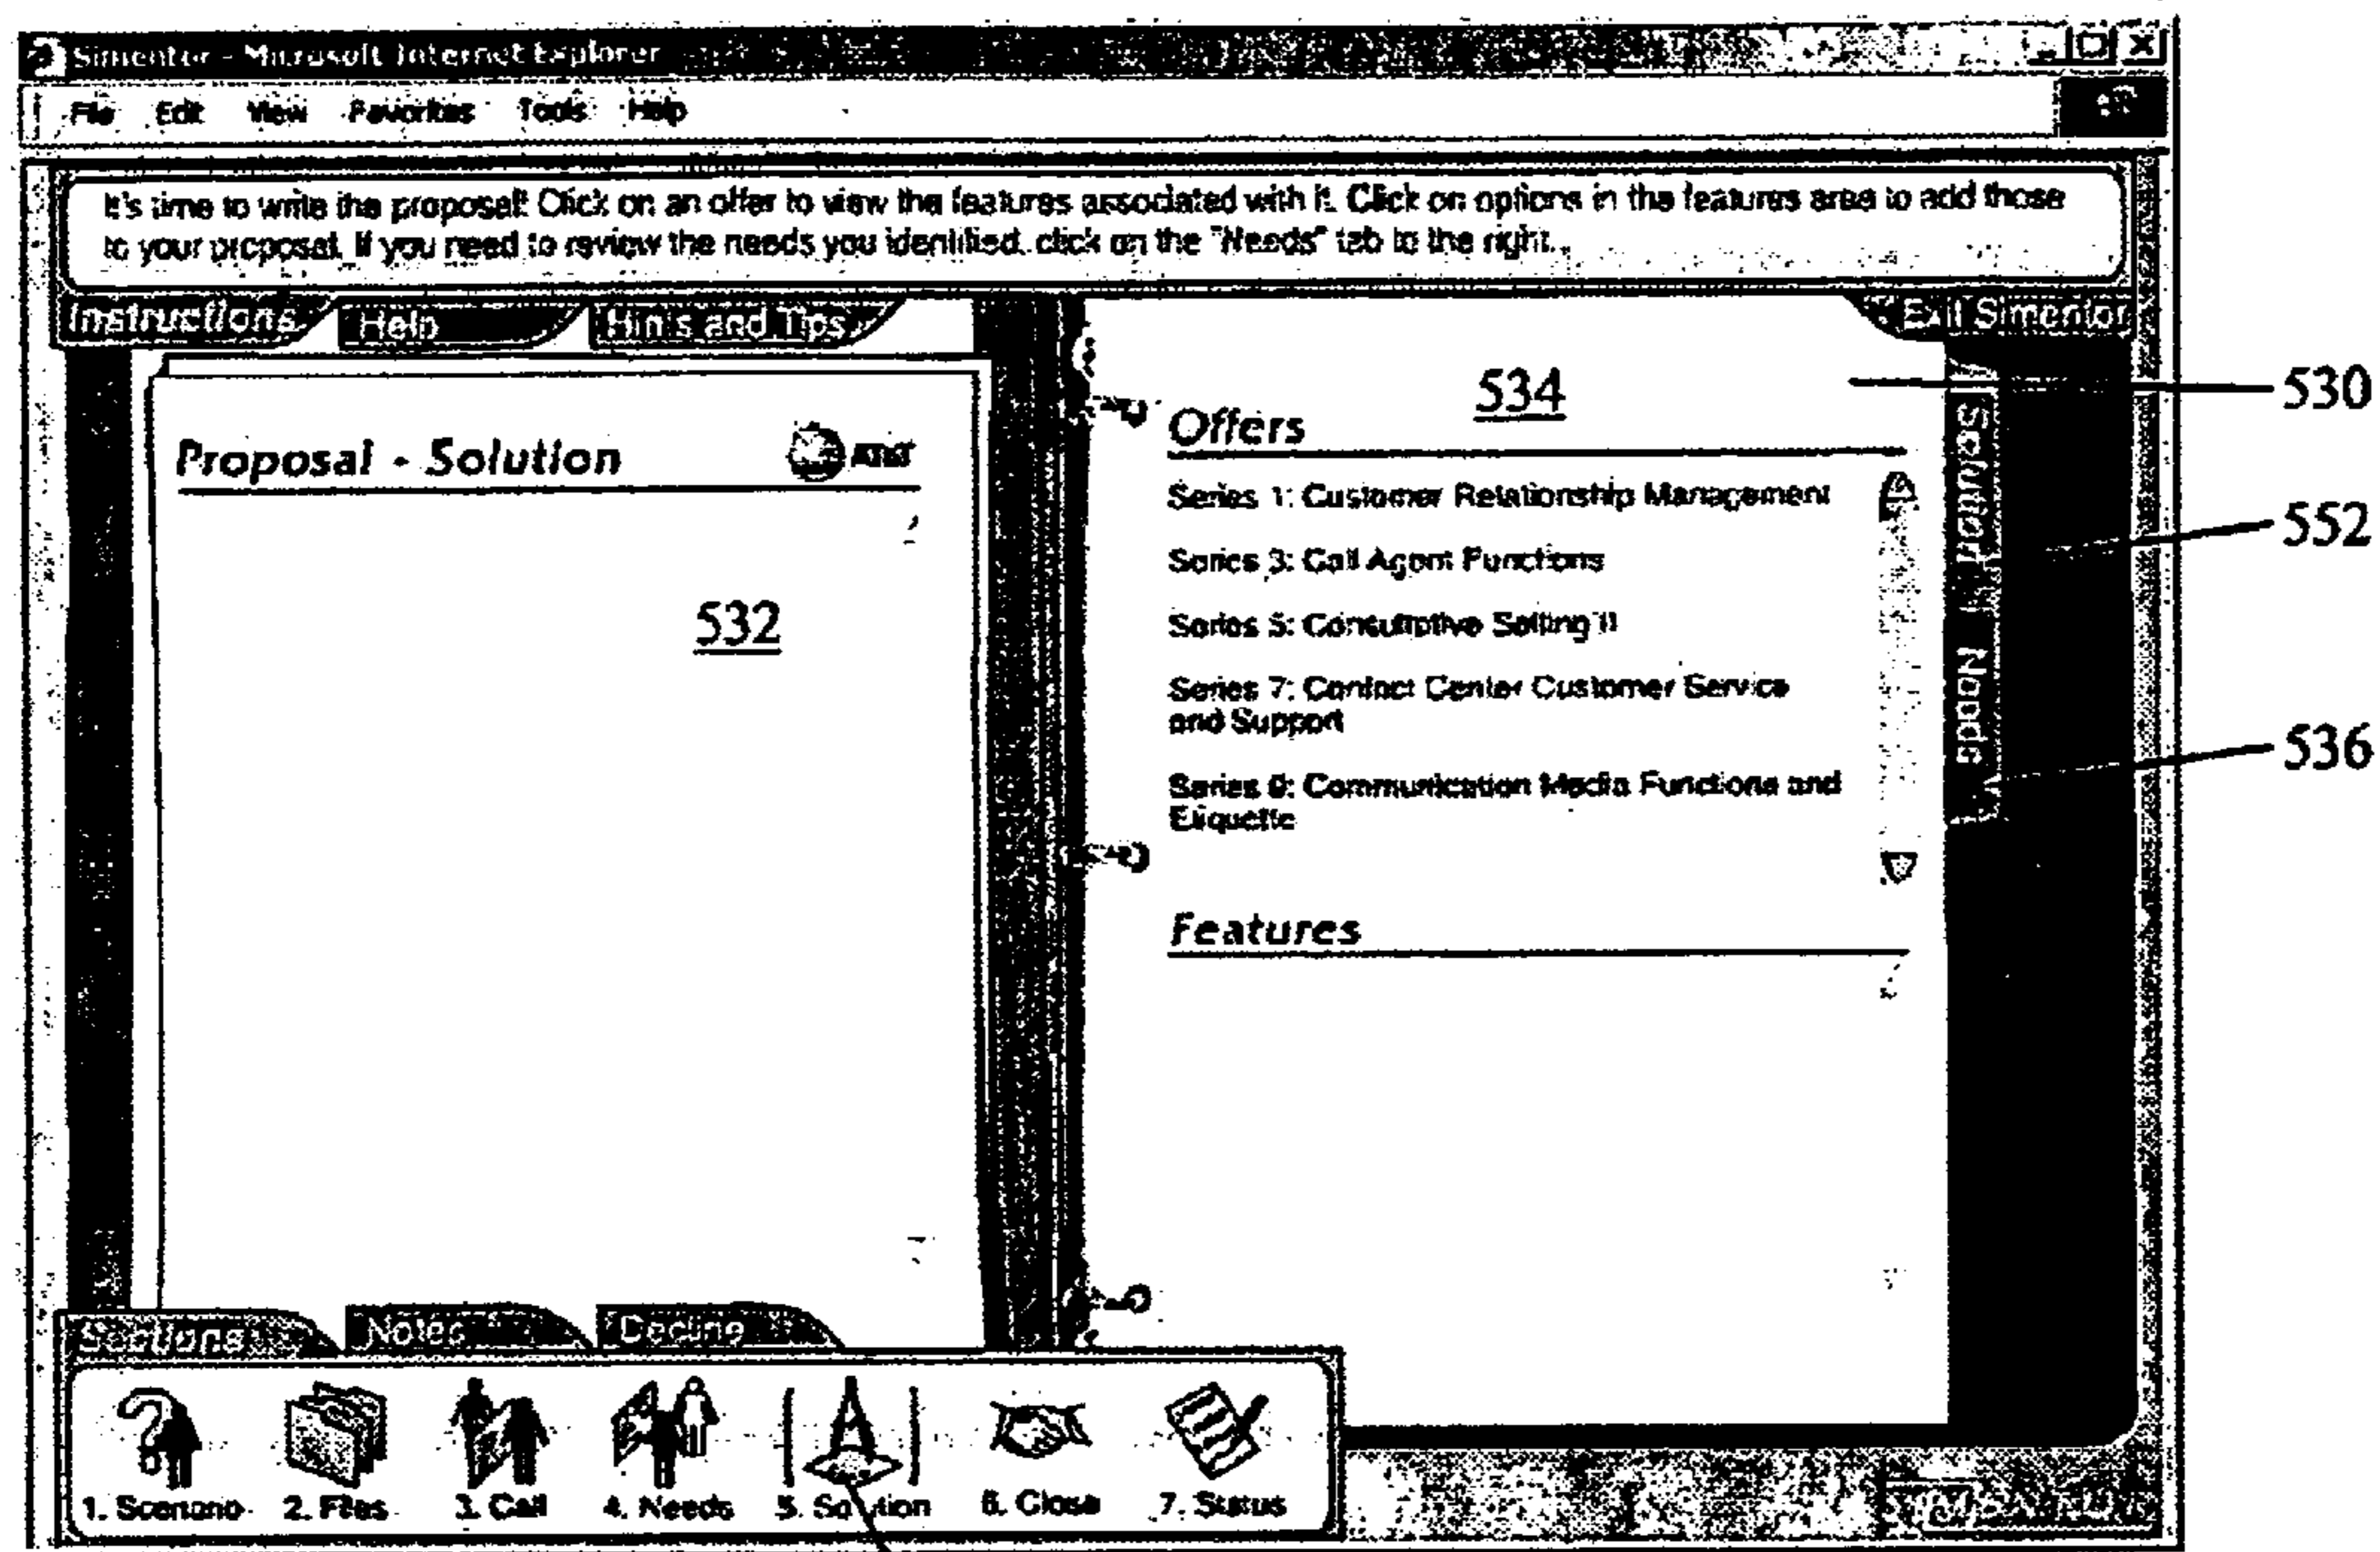 Simentor - Microsoft Internet Explorer
File Edit View Favorites Tools Help
It's time to write the proposal! Click on an offer to view the features associated with it. Click on options in the features area to add those
to your proposal. If you need to review the needs you identified, click on the "Needs" tab to the right.
Instructions Help Hints and Tips Exit Simentor
534
530
Proposal - Solution AT&T
Offers
Series 1: Customer Relationship Management
Series 3: Call Agent Functions
Series 5: Consultative Selling II
Series 7: Contact Center Customer Service
and Support
Series 9: Communication Media Functions and
Etiquette
Features
532
Solution
Needs
552
536
Sections Notes Decline
1. Scenario 2. Files 3. Call 4. Needs 5. Solution 6. Close 7. Status